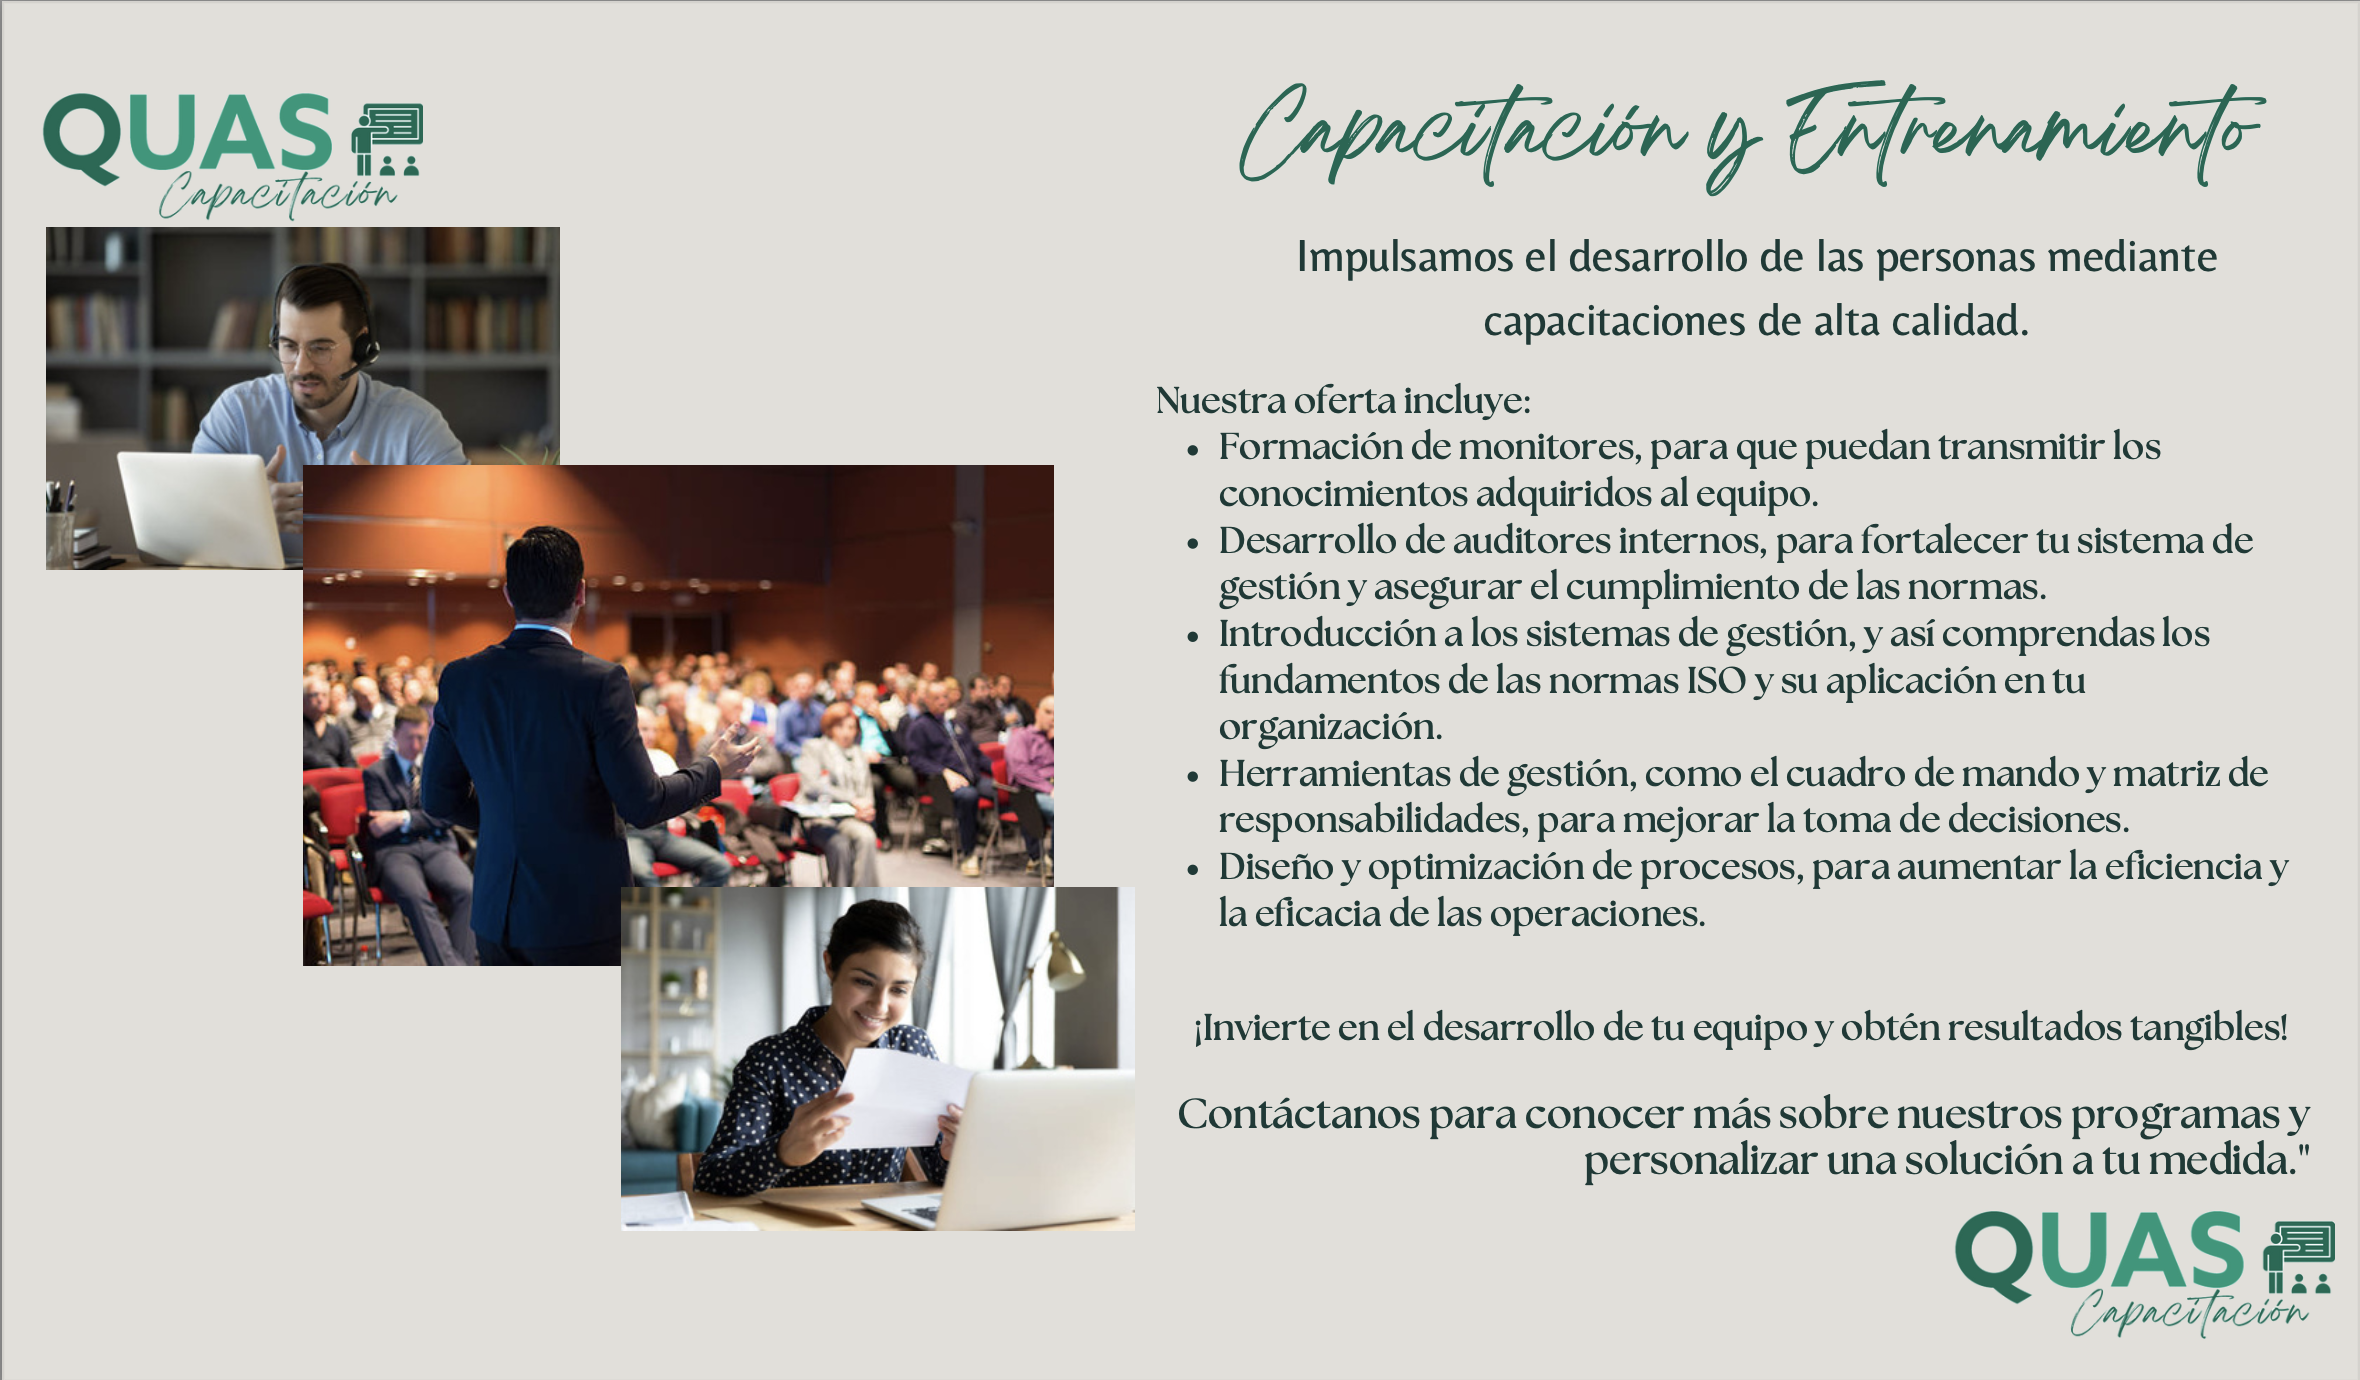 QUAS
Capacitación
Capacitación y Entrenamiento
Impulsamos el desarrollo de las personas mediante
capacitaciones de alta calidad.
Nuestra oferta incluye:
• Formación de monitores, para que puedan transmitir los
conocimientos adquiridos al equipo.
• Desarrollo de auditores internos, para fortalecer tu sistema de
gestión y asegurar el cumplimiento de las normas.
• Introducción a los sistemas de gestión, y así comprendas los
fundamentos de las normas ISO y su aplicación en tu
organización.
• Herramientas de gestión, como el cuadro de mando y matriz de
responsabilidades, para mejorar la toma de decisiones.
• Diseño y optimización de procesos, para aumentar la eficiencia y
la eficacia de las operaciones.
¡Invierte en el desarrollo de tu equipo y obtén resultados tangibles!
Contáctanos para conocer más sobre nuestros programas y
personalizar una solución a tu medida."
QUAS
Capacitación